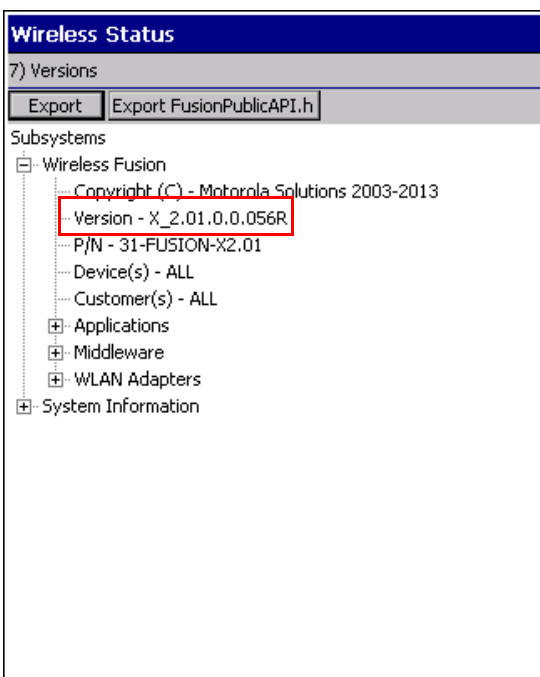 Wireless Status
7) Versions
Export Export FusionPublicAPI.h
Subsystems
Wireless Fusion
Copyright (C) - Motorola Solutions 2003-2013
Version - X_2.01.0.0.056R
P/N - 31-FUSION-X2.01
Device(s) - ALL
Customer(s) - ALL
Applications
Middleware
WLAN Adapters
System Information